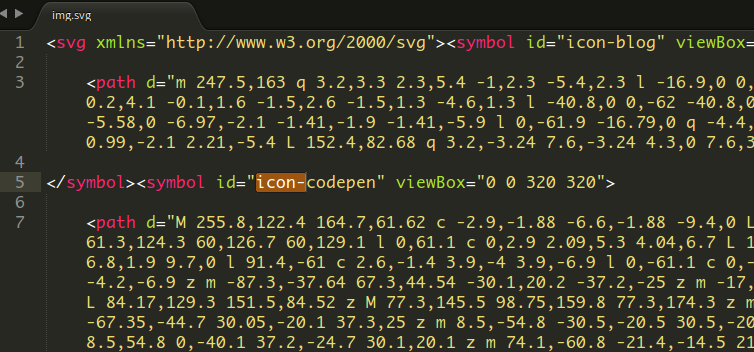 img.svg
1 <svg xmlns="http://www.w3.org/2000/svg"><symbol id="icon-blog" viewBox=
2
3 <path d="m 247.5,163 q 3.2,3.3 2.3,5.4 -1,2.3 -5.4,2.3 l -16.9,0 0,
0.2,4.1 -0.1,1.6 -1.5,2.6 -1.5,1.3 -4.6,1.3 l -40.8,0 0,-62 -40.8,0
-5.58,0 -6.97,-2.1 -1.41,-1.9 -1.41,-5.9 l 0,-61.9 -16.79,0 q -4.4,
0.99,-2.1 2.21,-5.4 L 152.4,82.68 q 3.2,-3.24 7.6,-3.24 4.3,0 7.6,3
4
5 </symbol><symbol id="icon-codepen" viewBox="0 0 320 320">
6
7 <path d="M 255.8,122.4 164.7,61.62 c -2.9,-1.88 -6.6,-1.88 -9.4,0 L
61.3,124.3 60,126.7 60,129.1 l 0,61.1 c 0,2.9 2.09,5.3 4.04,6.7 L 1
6.8,1.9 9.7,0 l 91.4,-61 c 2.6,-1.4 3.9,-4 3.9,-6.9 l 0,-61.1 c 0,-
-4.2,-6.9 z m -87.3,-37.64 67.3,44.54 -30.1,20.2 -37.2,-25 z m -17,
L 84.17,129.3 151.5,84.52 z M 77.3,145.5 98.75,159.8 77.3,174.3 z m
-67.35,-44.7 30.05,-20.1 37.3,25 z m 8.5,-54.8 -30.5,-20.5 30.5,-20
8.5,54.8 0,-40.1 37.2,-24.7 30.1,20.1 z m 74.1,-60.8 -21.4,-14.5 21